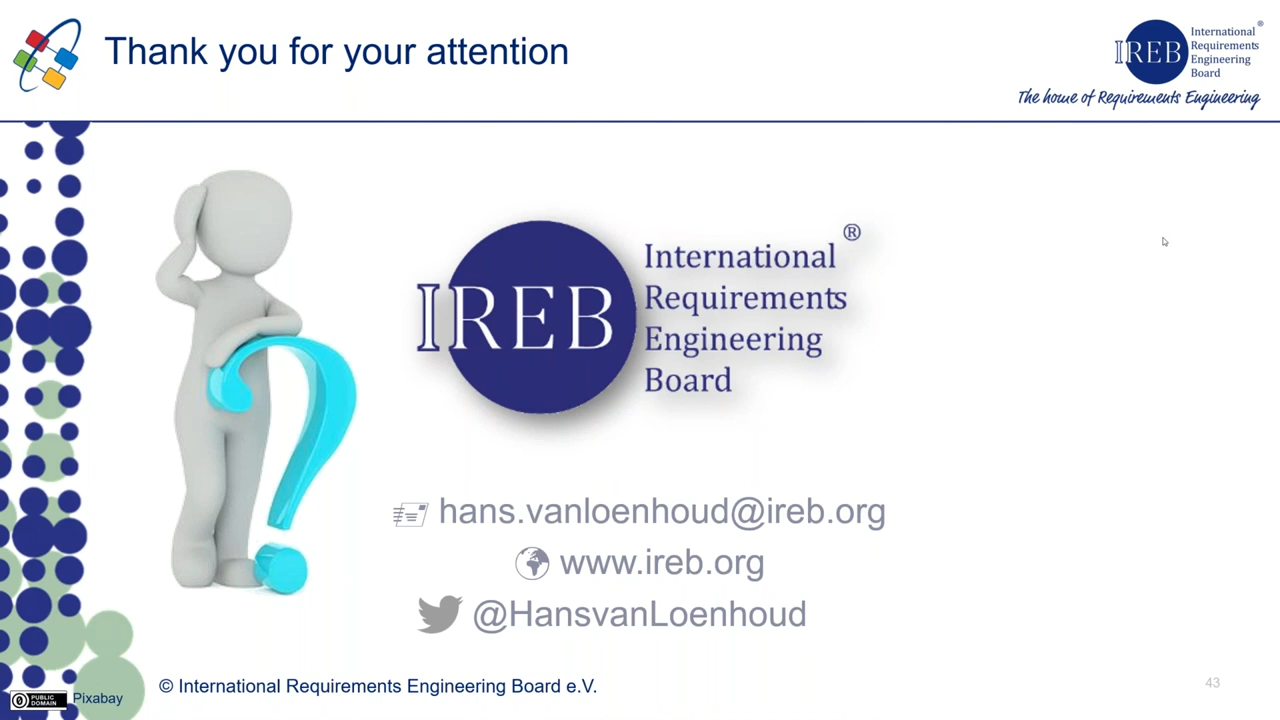 Thank you for your attention
IREB
International
Requirements
Engineering
Board
®
The home of Requirements Engineering
IREB
International
Requirements
Engineering
Board
®
hans.vanloenhoud@ireb.org
www.ireb.org
@HansvanLoenhoud
PUBLIC
DOMAIN
Pixabay
© International Requirements Engineering Board e.V.
43